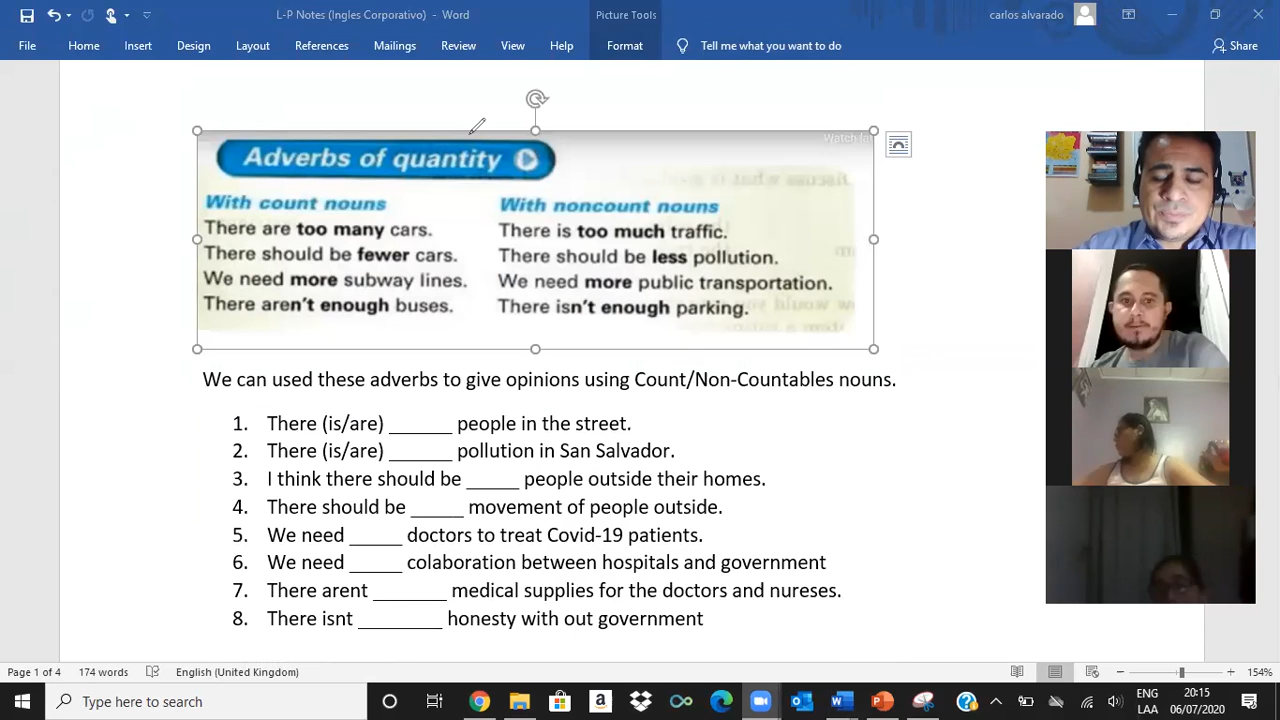 L-P Notes (Ingles Corporativo) - Word
Picture Tools
carlos alvarado
File Home Insert Design Layout References Mailings Review View Help Format Tell me what you want to do Share
Adverbs of quantity
With count nouns
There are too many cars.
There should be fewer cars.
We need more subway lines.
There aren't enough buses.
With noncount nouns
There is too much traffic.
There should be less pollution.
We need more public transportation.
There isn't enough parking.
We can used these adverbs to give opinions using Count/Non-Countables nouns.
1. There (is/are) ______ people in the street.
2. There (is/are) ______ pollution in San Salvador.
3. I think there should be _____ people outside their homes.
4. There should be _____ movement of people outside.
5. We need _____ doctors to treat Covid-19 patients.
6. We need _____ colaboration between hospitals and government
7. There arent _______ medical supplies for the doctors and nureses.
8. There isnt ________ honesty with out government
Page 1 of 4 174 words English (United Kingdom) 154%
Type here to search
ENG 20:15
LAA 06/07/2020